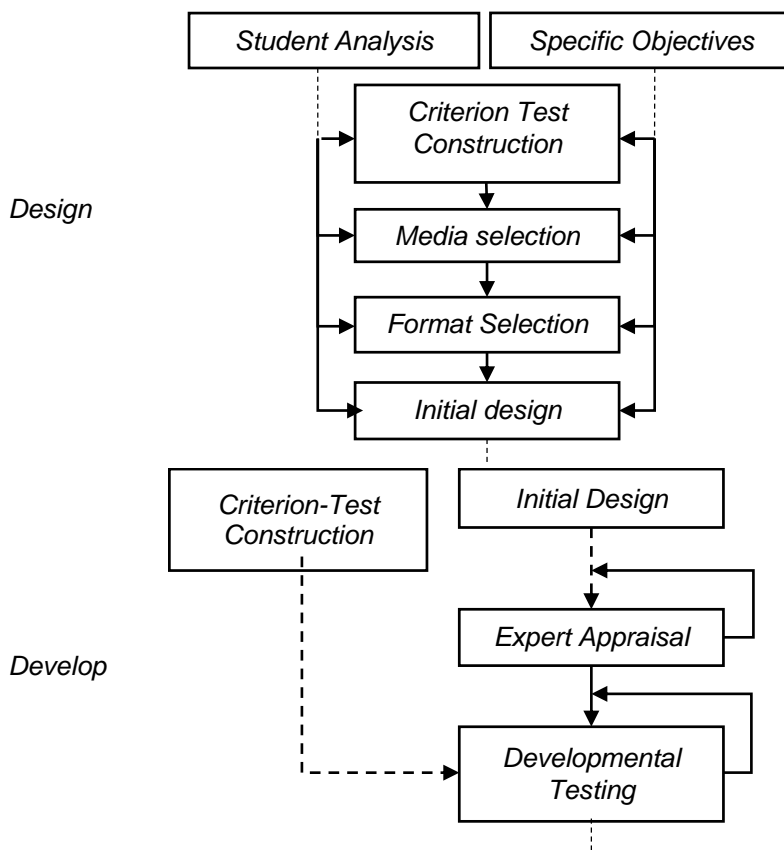 Student Analysis
Specific Objectives
Criterion Test
Construction
Design
Media selection
Format Selection
Initial design
Criterion-Test
Construction
Initial Design
Expert Appraisal
Develop
Developmental
Testing